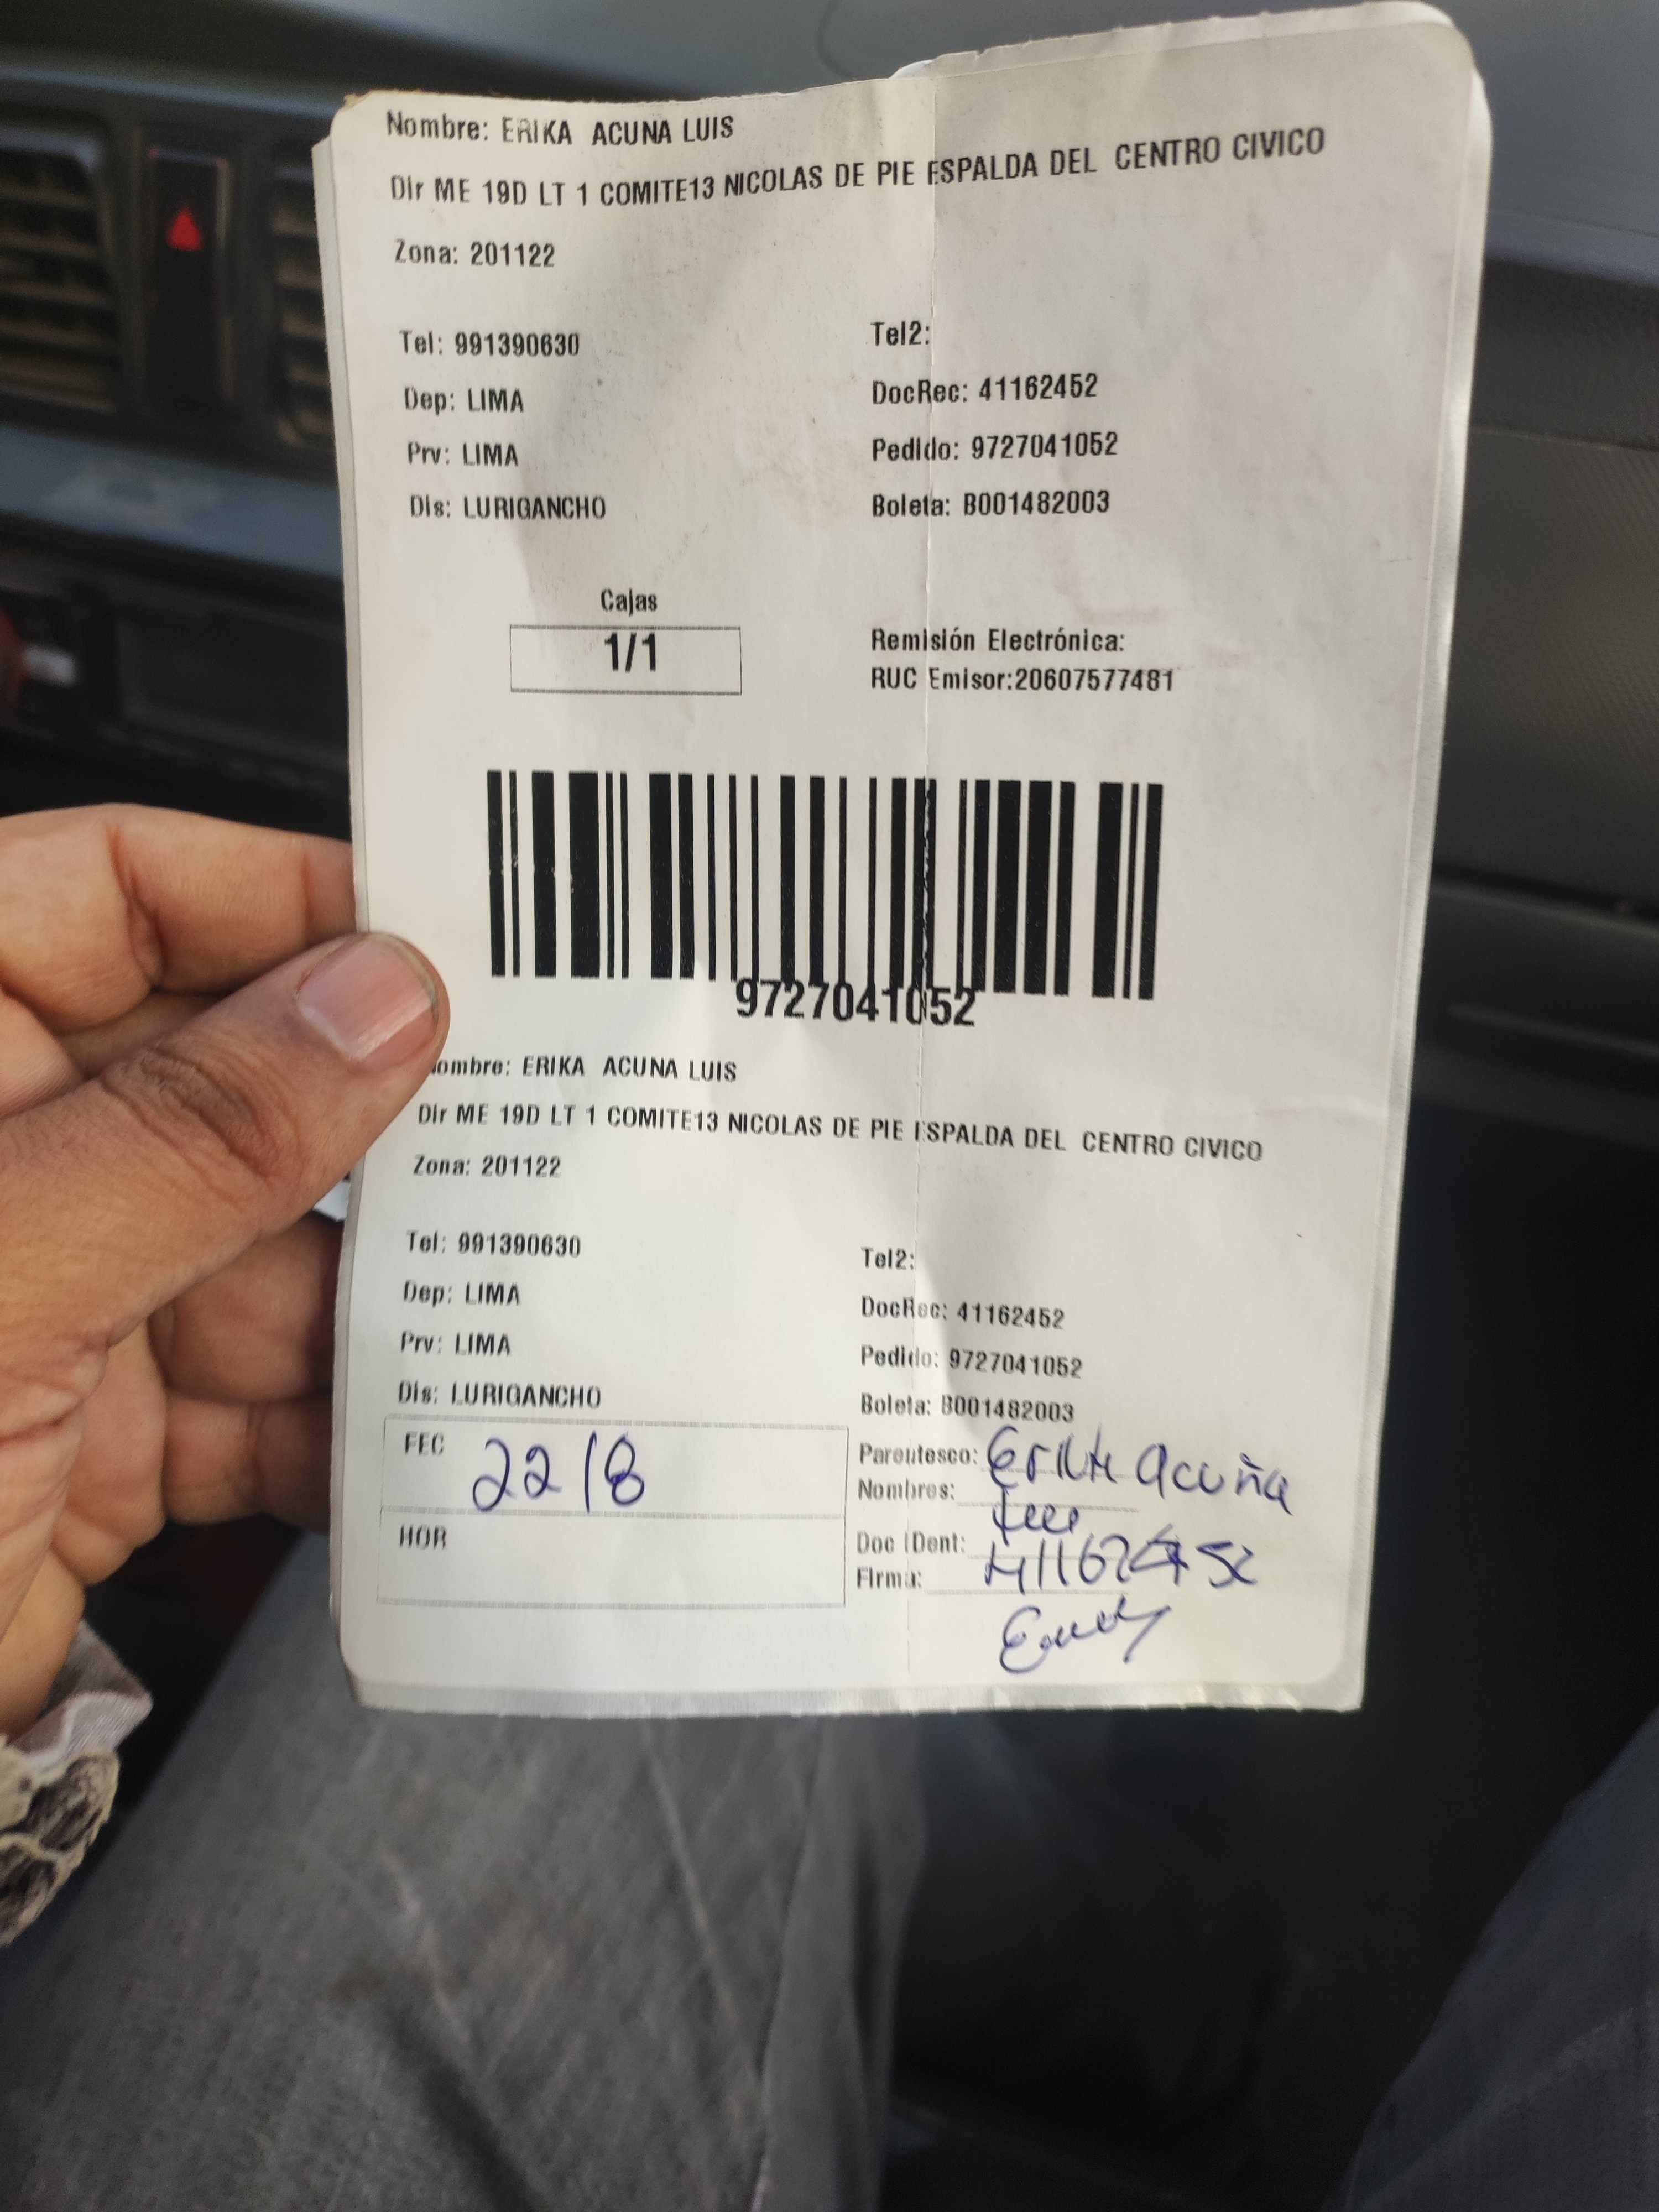 Nombre: ERIKA ACUNA LUIS
Dir ME 19D LT 1 COMITE13 NICOLAS DE PIE ESPALDA DEL CENTRO CIVICO
Zona: 201122
Tel: 991390630
Tel2:
Dep: LIMA
DocRec: 41162452
Prv: LIMA
Pedido: 9727041052
Dis: LURIGANCHO
Boleta: B001482003
Cajas
1/1
Remisión Electrónica:
RUC Emisor:20607577481
9727041052
ombre: ERIKA ACUNA LUIS
Dir ME 19D LT 1 COMITE13 NICOLAS DE PIE ESPALDA DEL CENTRO CIVICO
Zona: 201122
Tel: 991390630
Tel2:
Dep: LIMA
DocRec: 41162452
Prv: LIMA
Pedido: 9727041052
Dis: LURIGANCHO
Boleta: B001482003
FEC 22/8
Parentesco: Erika Acuña
Nombres:
HOR
Doc IDent: 41162452
Firma: